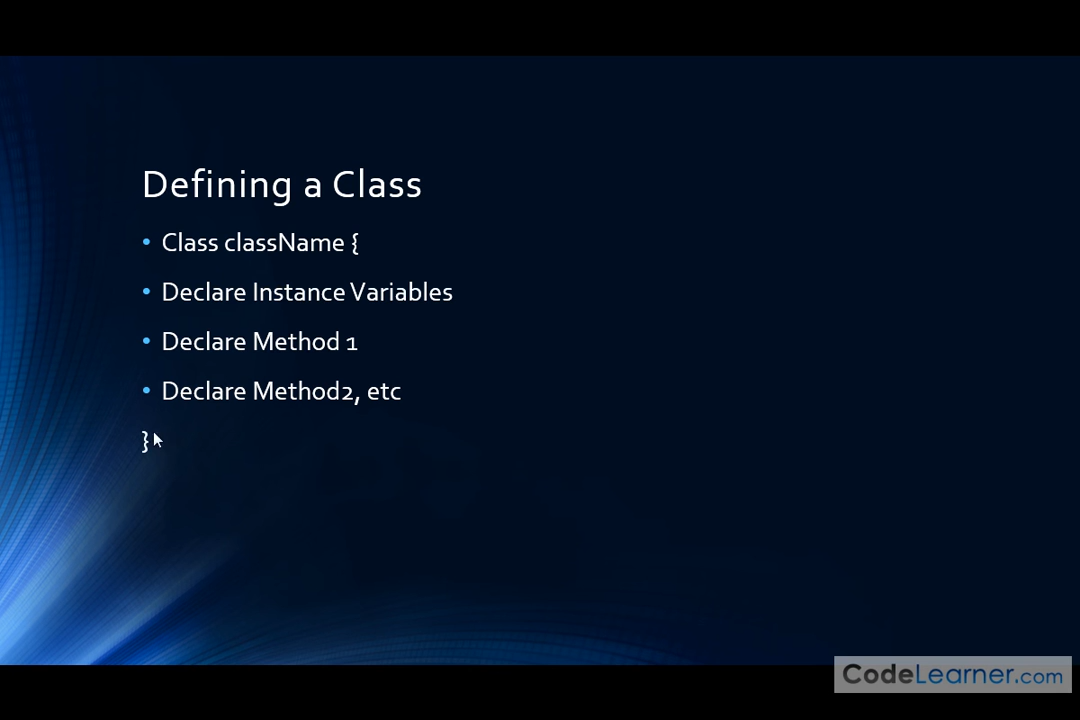 Defining a Class
• Class className {
• Declare Instance Variables
• Declare Method 1
• Declare Method2, etc
}
CodeLearner.com